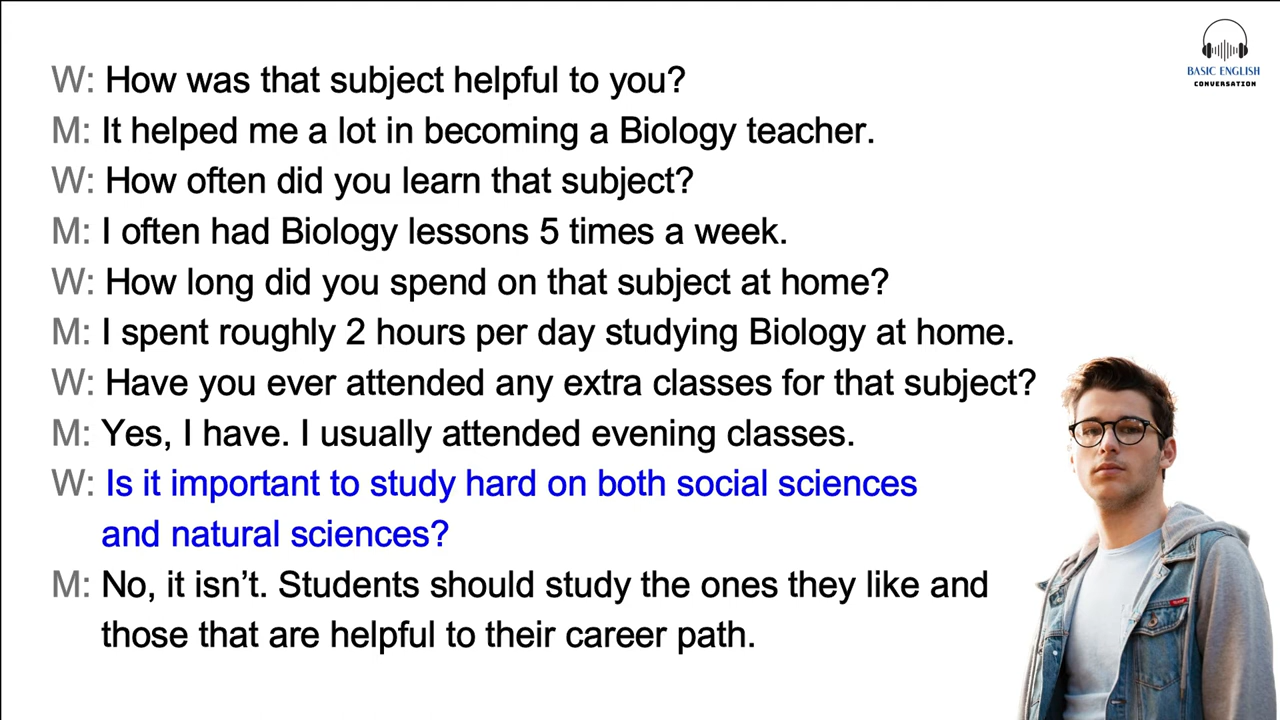 BASIC ENGLISH
CONVERSATION
W: How was that subject helpful to you?
M: It helped me a lot in becoming a Biology teacher.
W: How often did you learn that subject?
M: I often had Biology lessons 5 times a week.
W: How long did you spend on that subject at home?
M: I spent roughly 2 hours per day studying Biology at home.
W: Have you ever attended any extra classes for that subject?
M: Yes, I have. I usually attended evening classes.
W: Is it important to study hard on both social sciences
and natural sciences?
M: No, it isn’t. Students should study the ones they like and
those that are helpful to their career path.